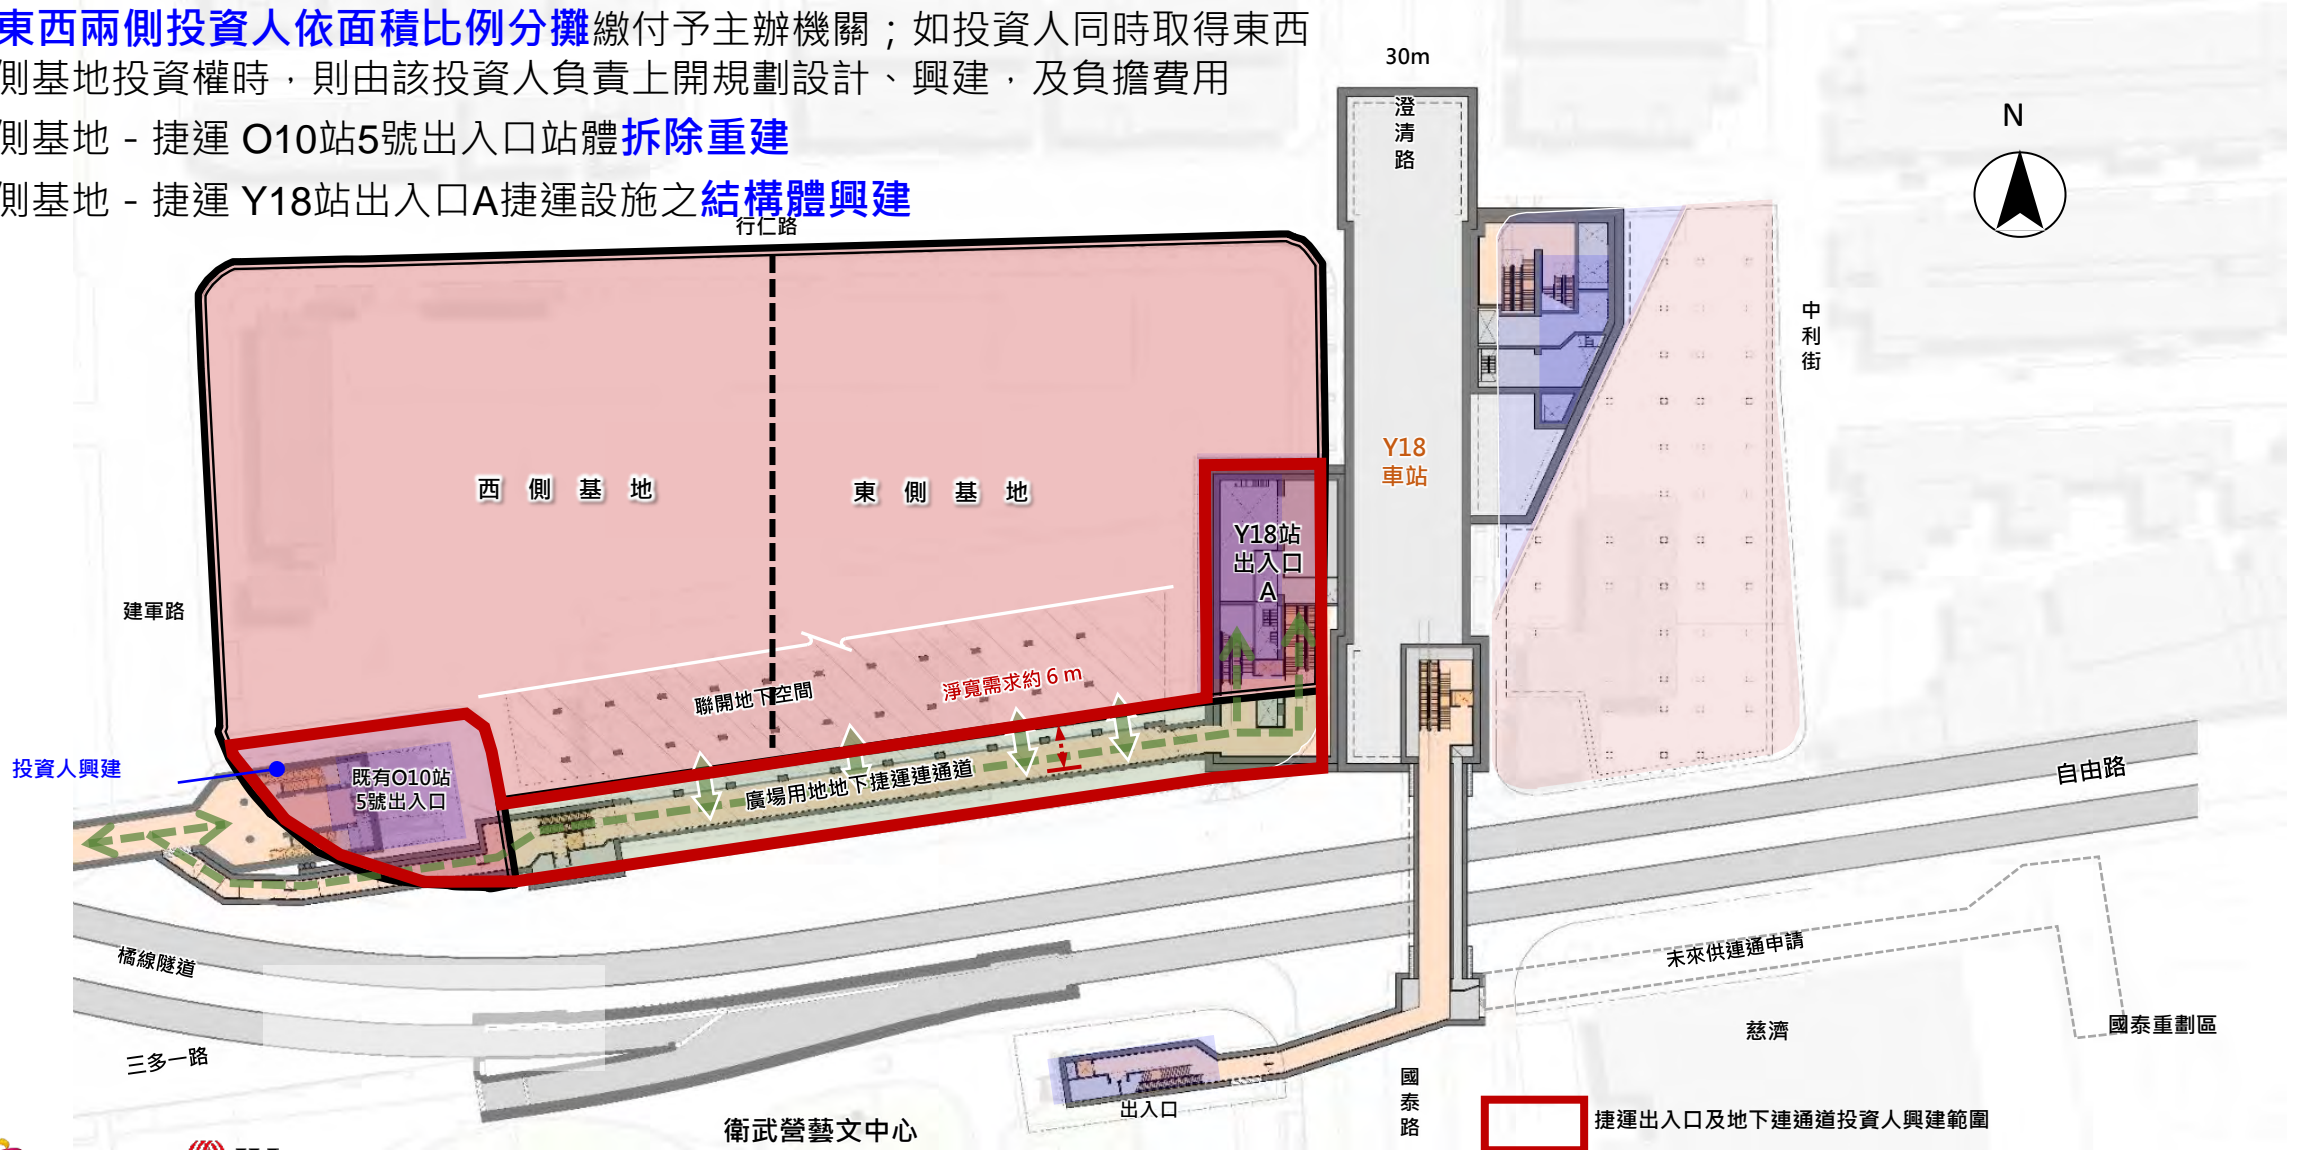 東西兩側投資人依面積比例分攤繳付予主辦機關；如投資人同時取得東西
側基地投資權時，則由該投資人負責上開規劃設計、興建，及負擔費用
側基地 - 捷運 O10站5號出入口站體拆除重建
側基地 - 捷運 Y18站出入口A捷運設施之結構體興建
30m
澄清路
N
行仁路
中利街
西側基地
東側基地
Y18
車站
Y18站
出入口
A
建軍路
聯開地下空間
淨寬需求約 6 m
投資人興建
既有O10站
5號出入口
廣場用地地下捷運連通道
自由路
橘線隧道
未來供連通申請
三多一路
慈濟
國泰重劃區
出入口
國泰路
衛武營藝文中心
捷運出入口及地下連通道投資人興建範圍